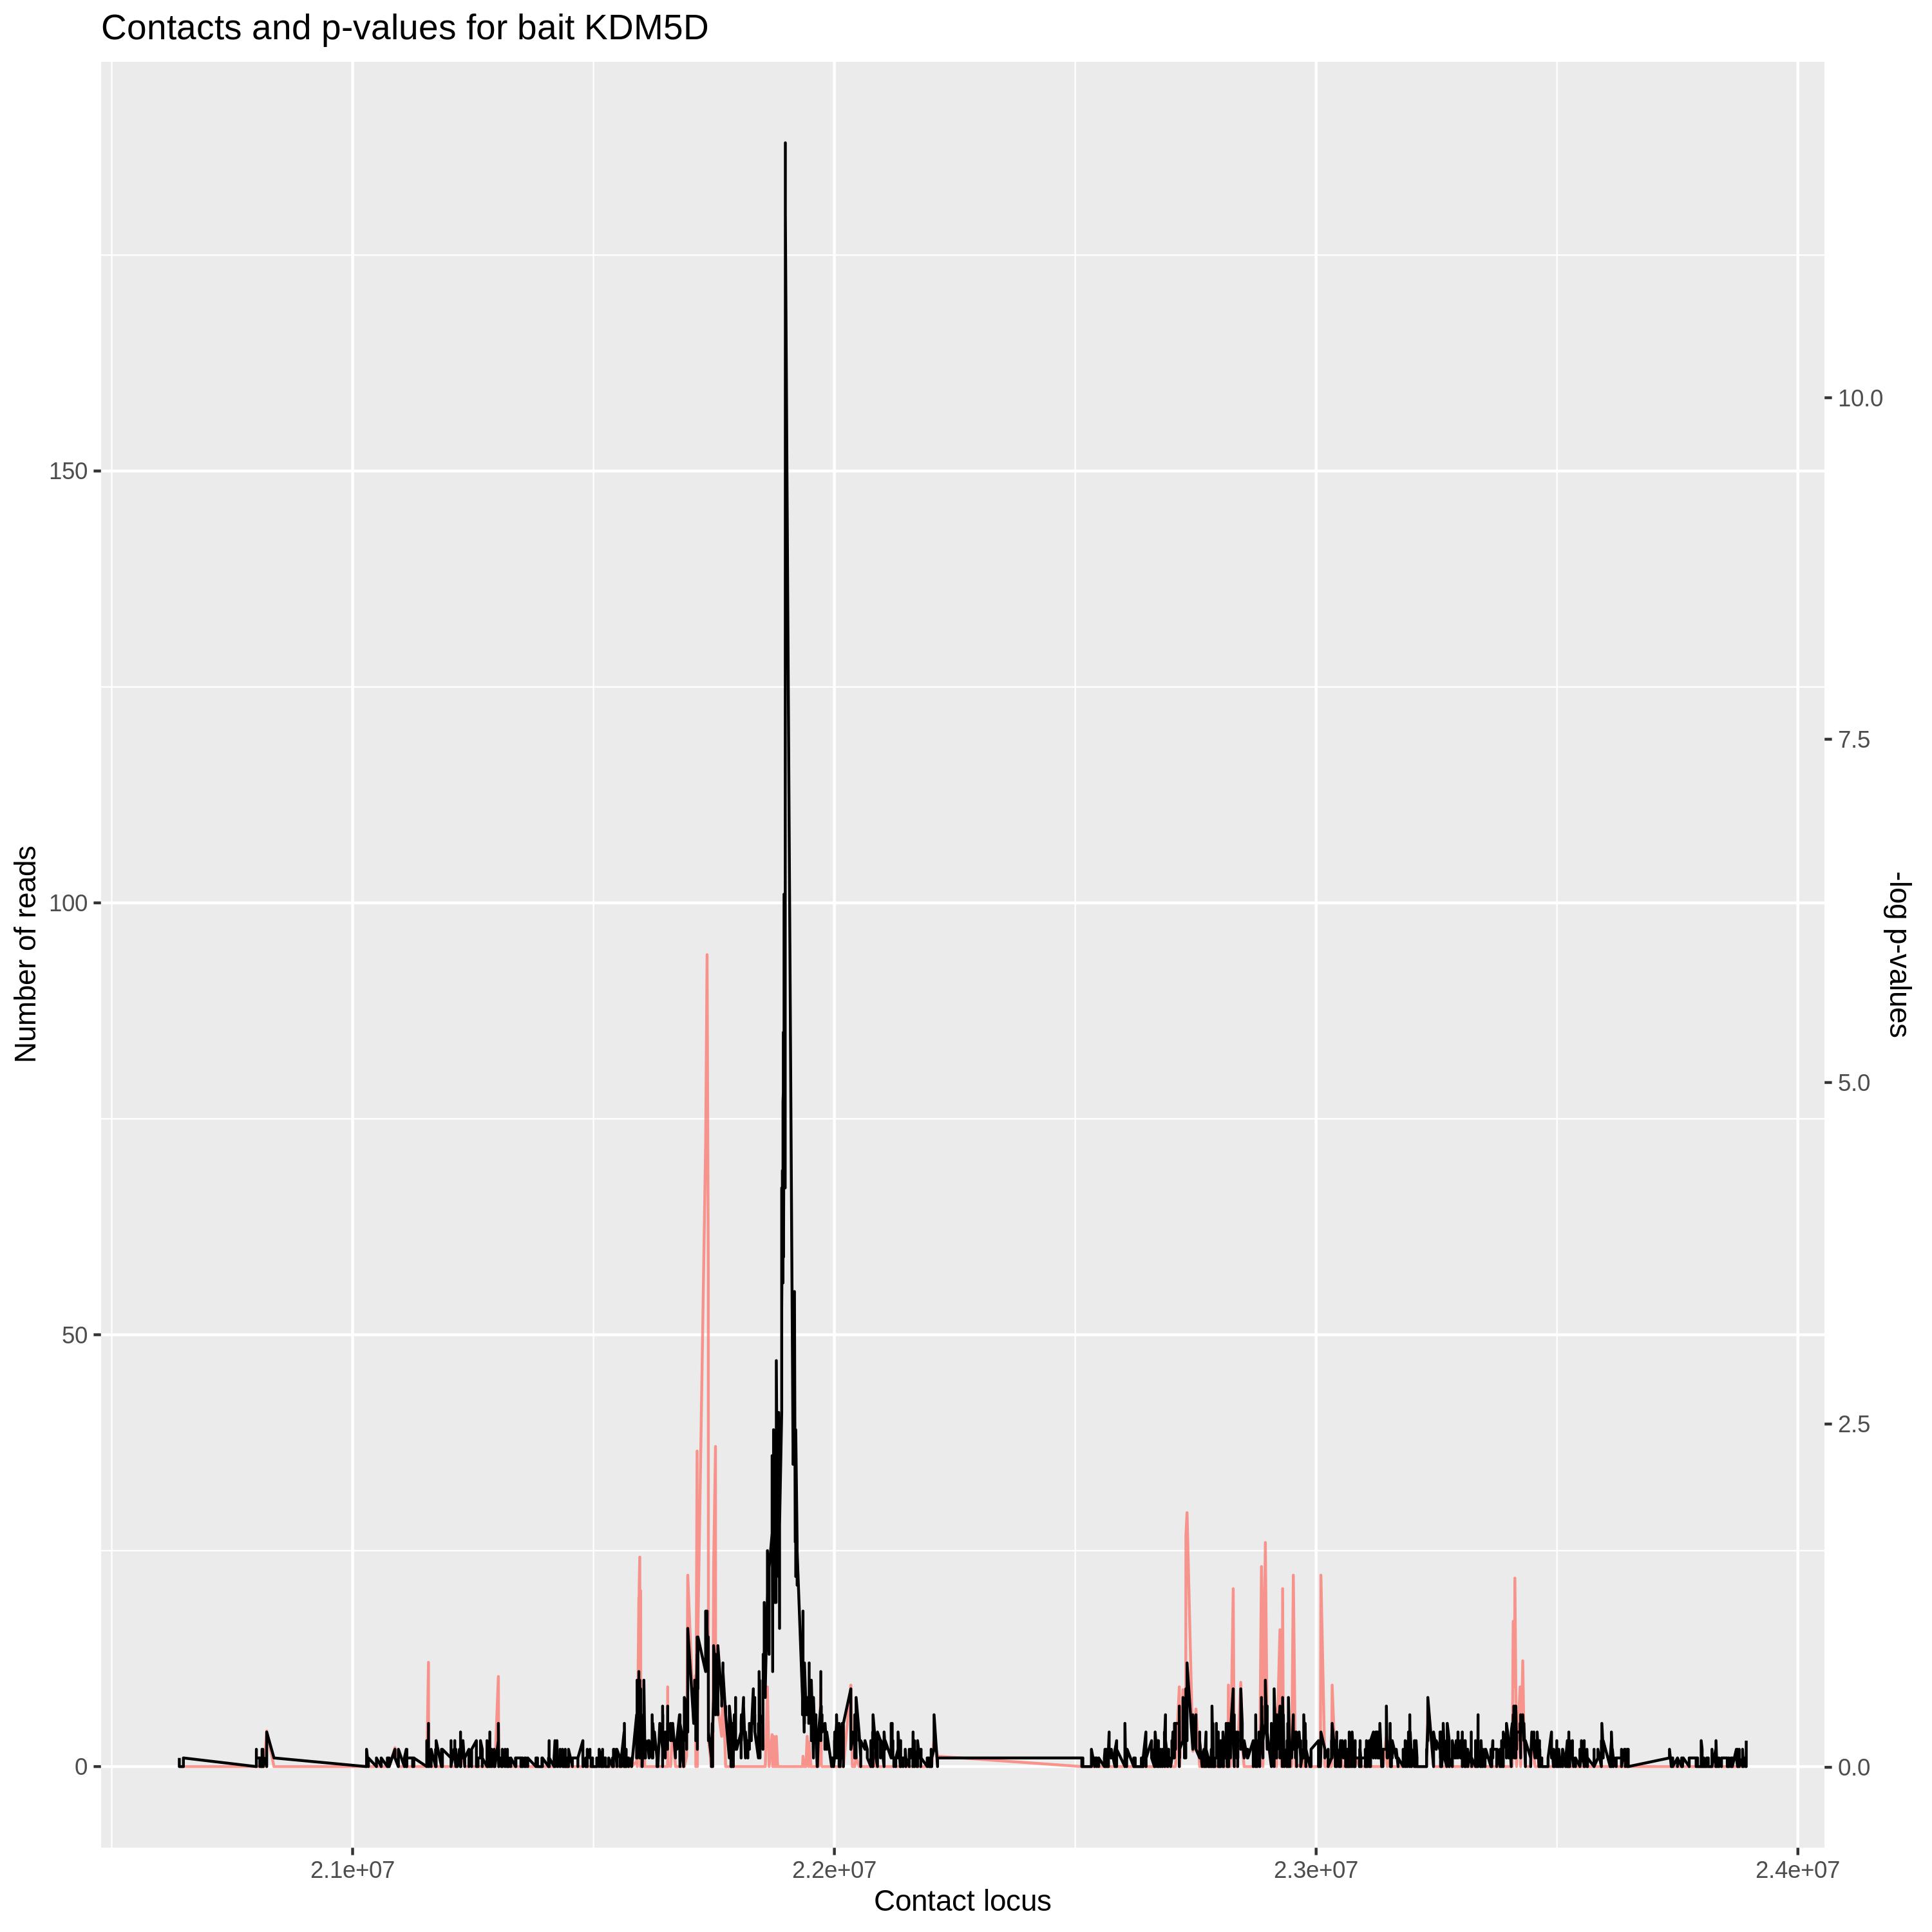 Contacts and p-values for bait KDM5D
Number of reads
150
100
50
0
10.0
7.5
5.0
2.5
0.0
-log p-values
2.1e+07
2.2e+07
2.3e+07
2.4e+07
Contact locus